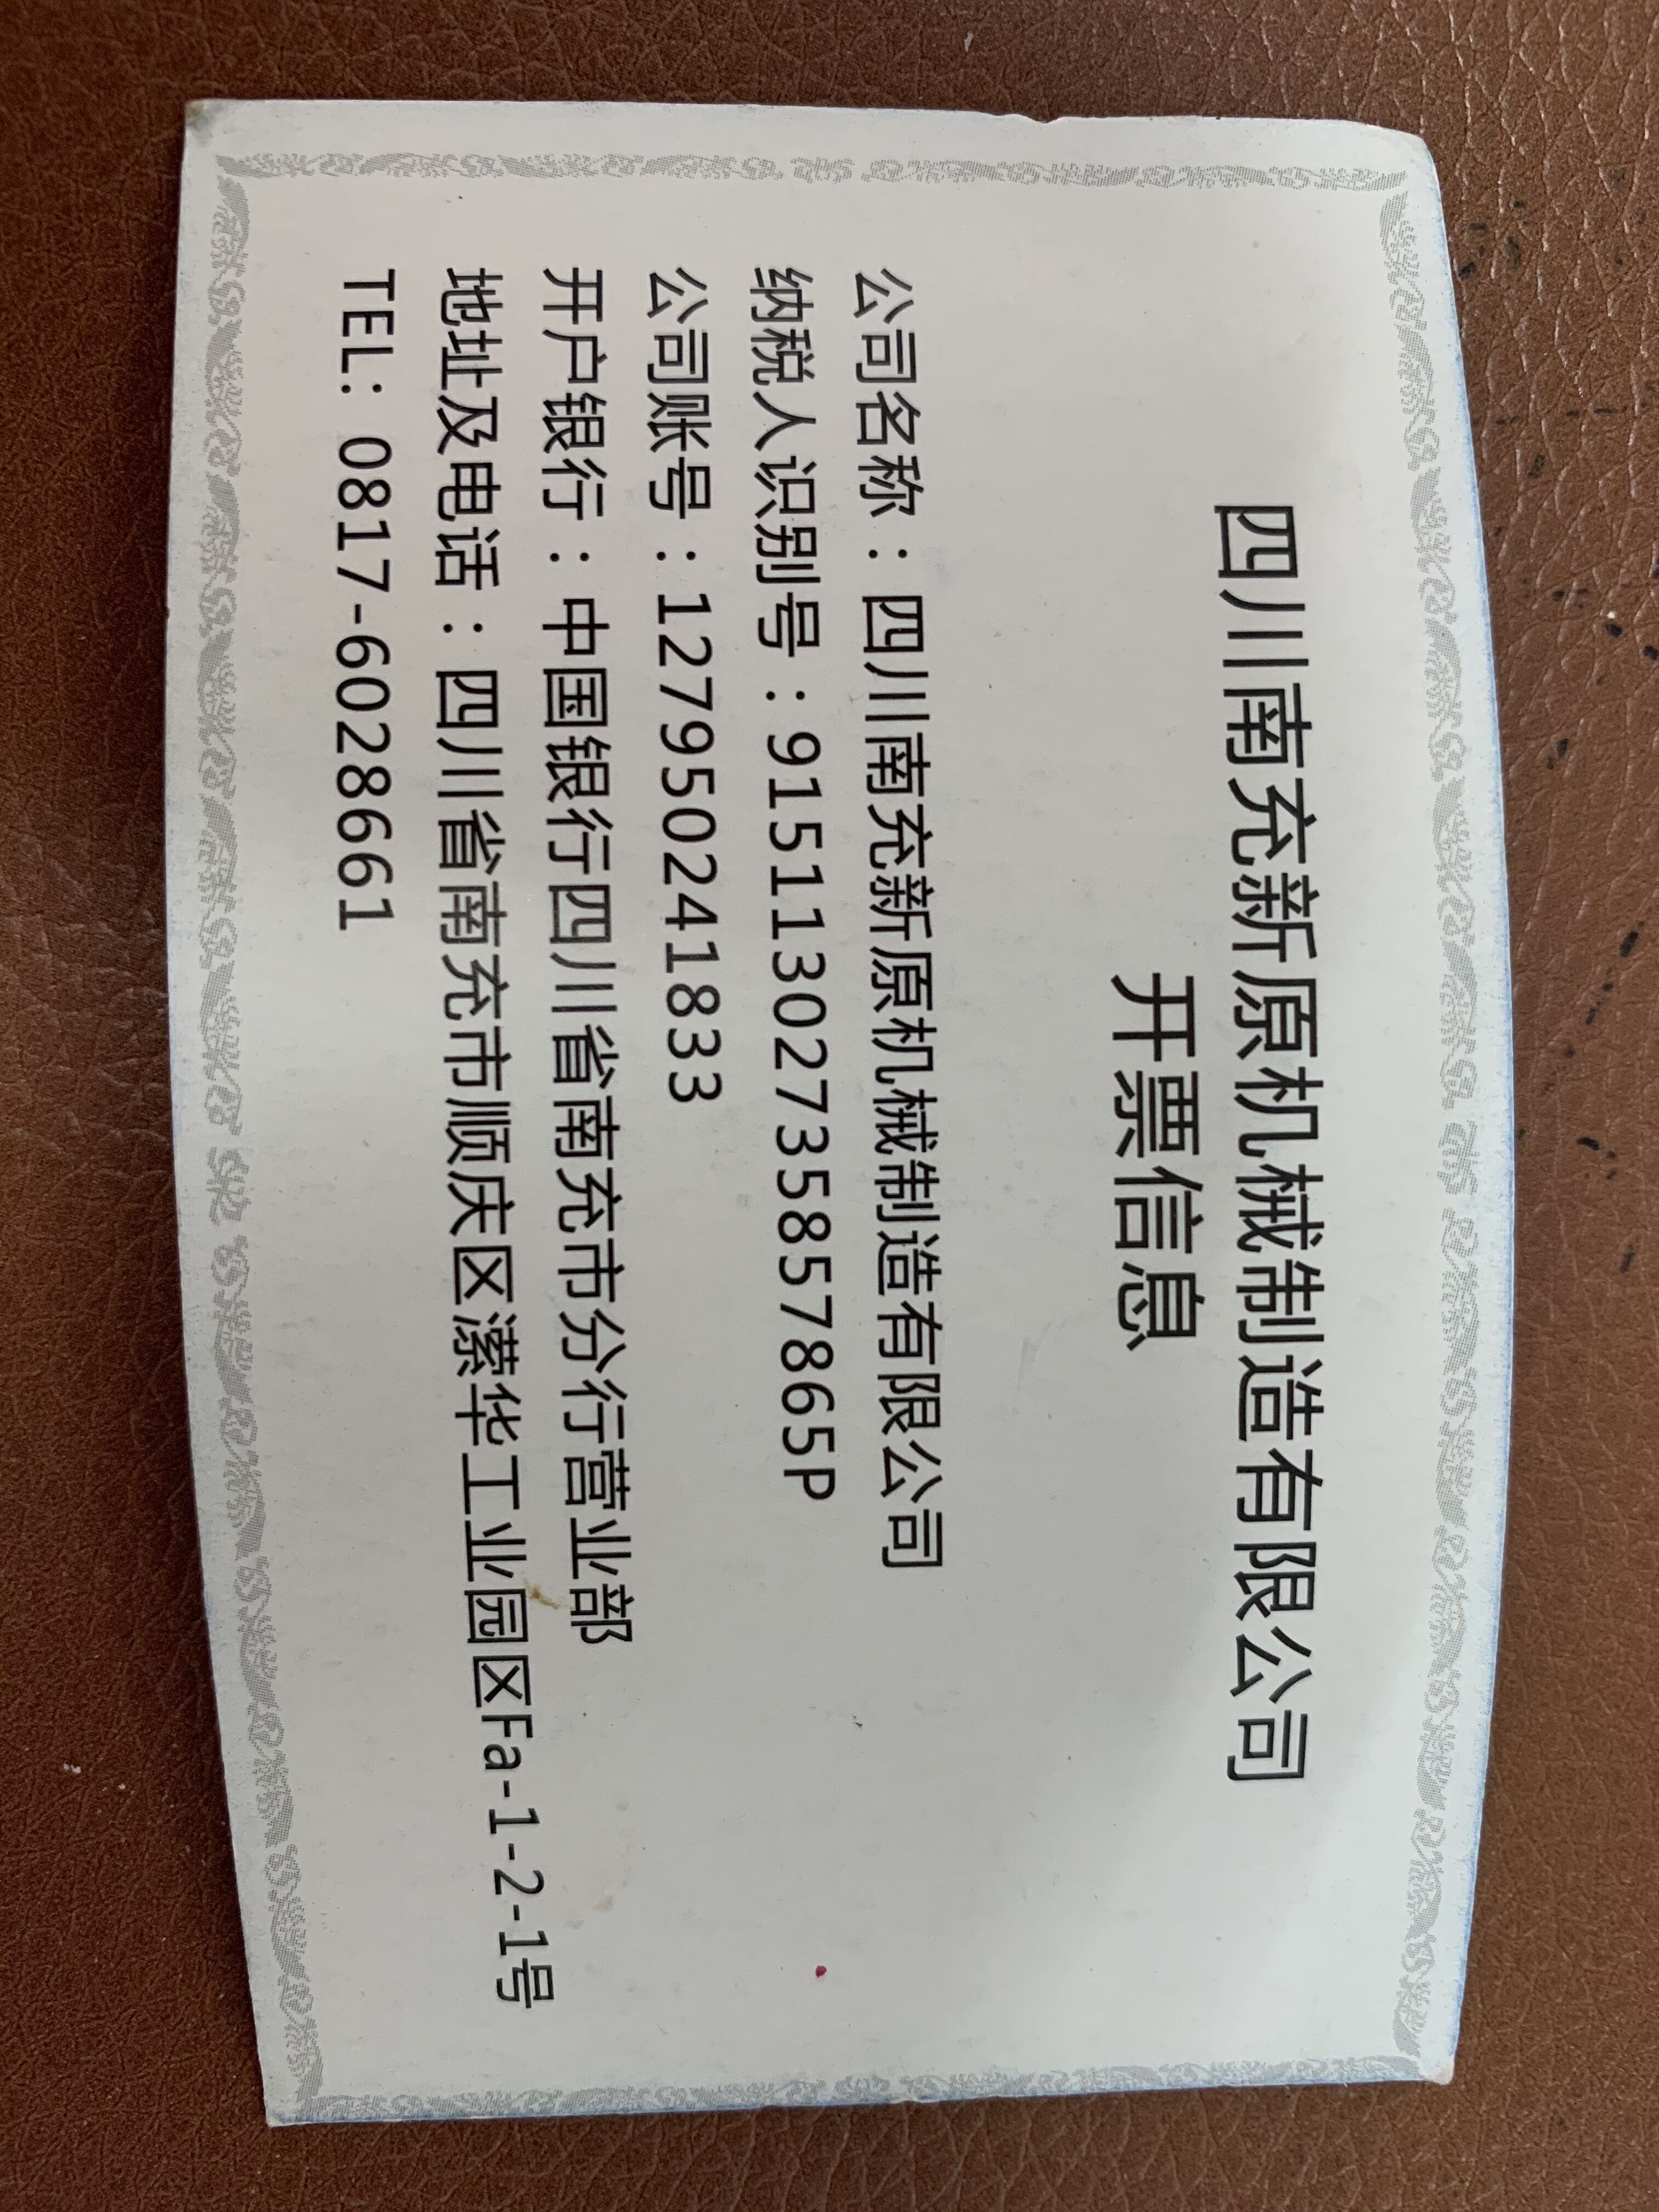 四川南充新原机械制造有限公司
开票信息
公司名称：四川南充新原机械制造有限公司
纳税人识别号：915113027358578​65P
公司账号：127950241833
开户银行：中国银行四川省南充市分行营业部
地址及电话：四川省南充市顺庆区潆华工业园区Fa-1-2-1号
TEL：0817-6028661